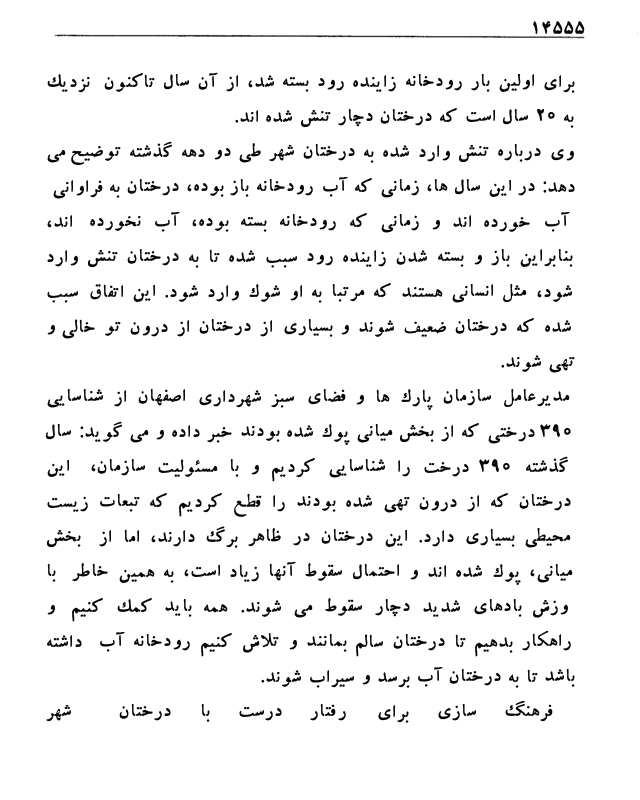 ۱۴۵۵۵
برای اولین بار رودخانه زاینده رود بسته شد، از آن سال تاکنون نزدیك
به ۲۰ سال است که درختان دچار تنش شده اند.
وی درباره تنش وارد شده به درختان شهر طی دو دهه گذشته توضیح می
دهد: در این سال ها، زمانی که آب رودخانه باز بوده، درختان به فراوانی
آب خورده اند و زمانی که رودخانه بسته بوده، آب نخورده اند،
بنابراین باز و بسته شدن زاینده رود سبب شده تا به درختان تنش وارد
شود، مثل انسانی هستند که مرتبا به او شوك وارد شود. این اتفاق سبب
شده که درختان ضعیف شوند و بسیاری از درختان از درون تو خالی و
تهی شوند.
مدیرعامل سازمان پارك ها و فضای سبز شهرداری اصفهان از شناسایی
۳۹۰ درختی که از بخش میانی پوك شده بودند خبر داده و می گوید: سال
گذشته ۳۹۰ درخت را شناسایی کردیم و با مسئولیت سازمان، این
درختان که از درون تهی شده بودند را قطع کردیم که تبعات زیست
محیطی بسیاری دارد. این درختان در ظاهر برگ دارند، اما از بخش
میانی، پوك شده اند و احتمال سقوط آنها زیاد است، به همین خاطر با
وزش بادهای شدید دچار سقوط می شوند. همه باید کمك کنیم و
راهکار بدهیم تا درختان سالم بمانند و تلاش کنیم رودخانه آب داشته
باشد تا به درختان آب برسد و سیراب شوند.
فرهنگ سازی برای رفتار درست با درختان شهر